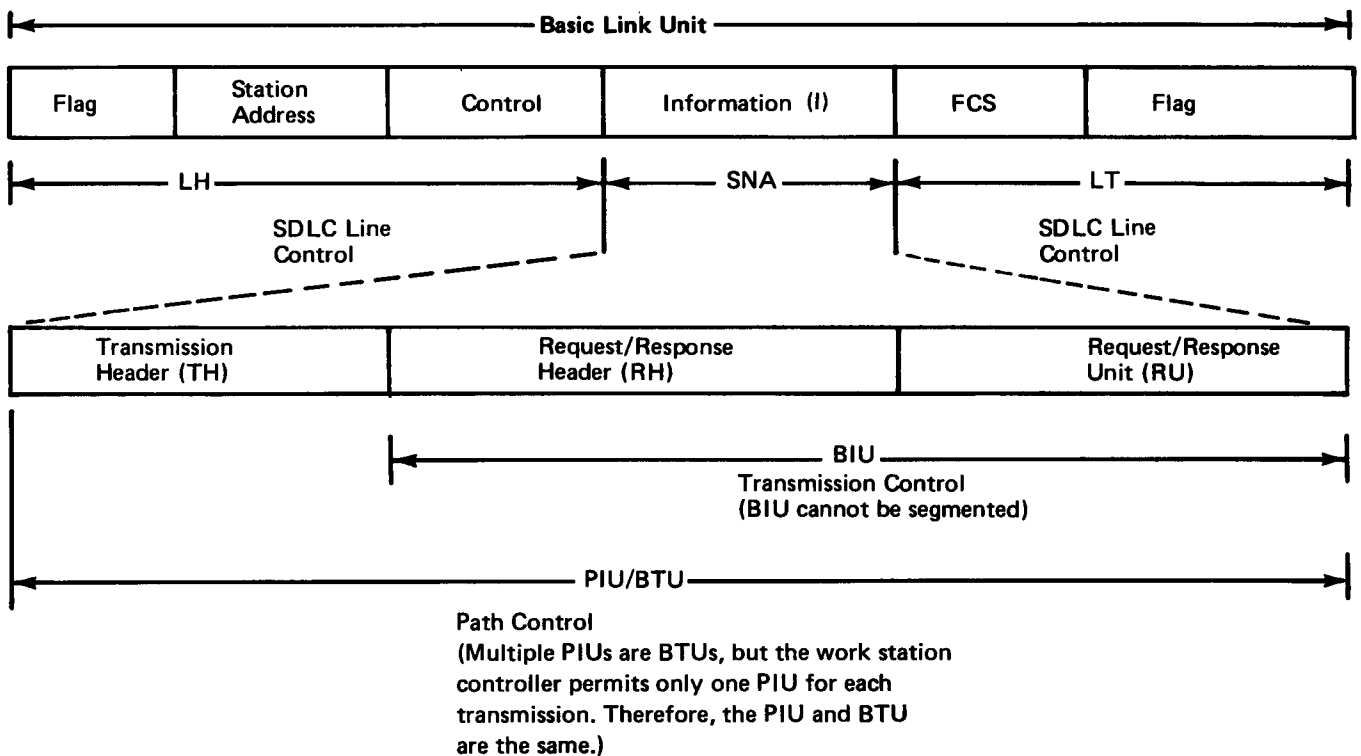 Basic Link Unit
Flag
Station
Address
Control
Information (I)
FCS
Flag
LH
SNA
LT
SDLC Line
Control
SDLC Line
Control
Transmission
Header (TH)
Request/Response
Header (RH)
Request/Response
Unit (RU)
BIU
Transmission Control
(BIU cannot be segmented)
PIU/BTU
Path Control
(Multiple PIUs are BTUs, but the work station
controller permits only one PIU for each
transmission. Therefore, the PIU and BTU
are the same.)